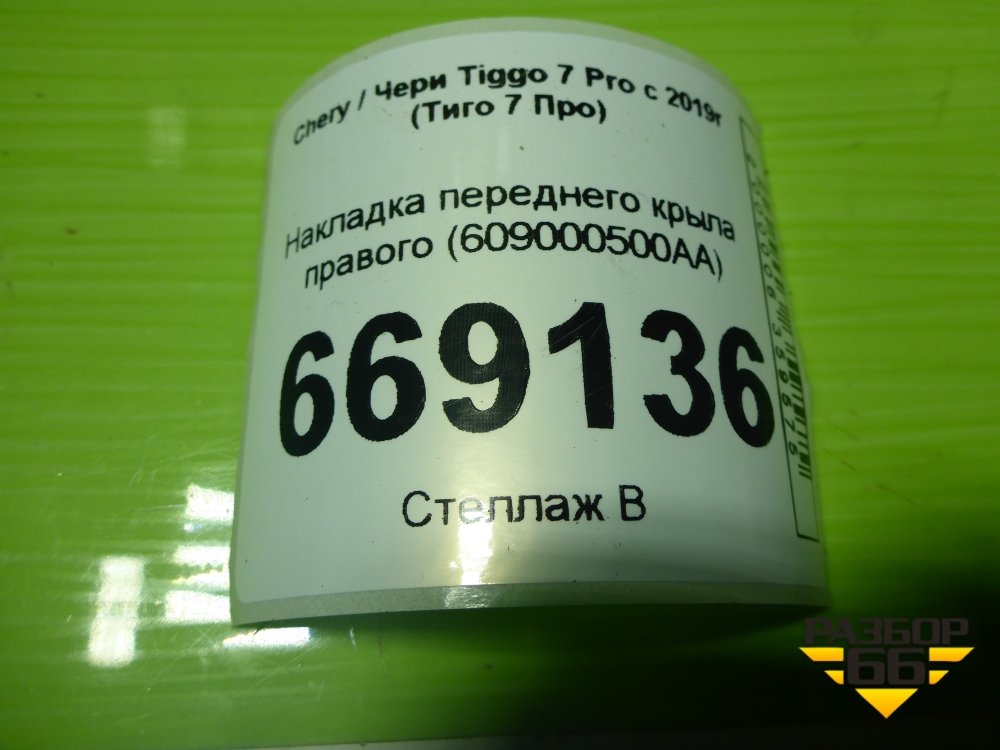 Chery / Чери Tiggo 7 Pro с 2019г
(Тиго 7 Про)
Накладка переднего крыла
правого (609000500AA)
669136
Стеллаж В
РАЗБОР
66